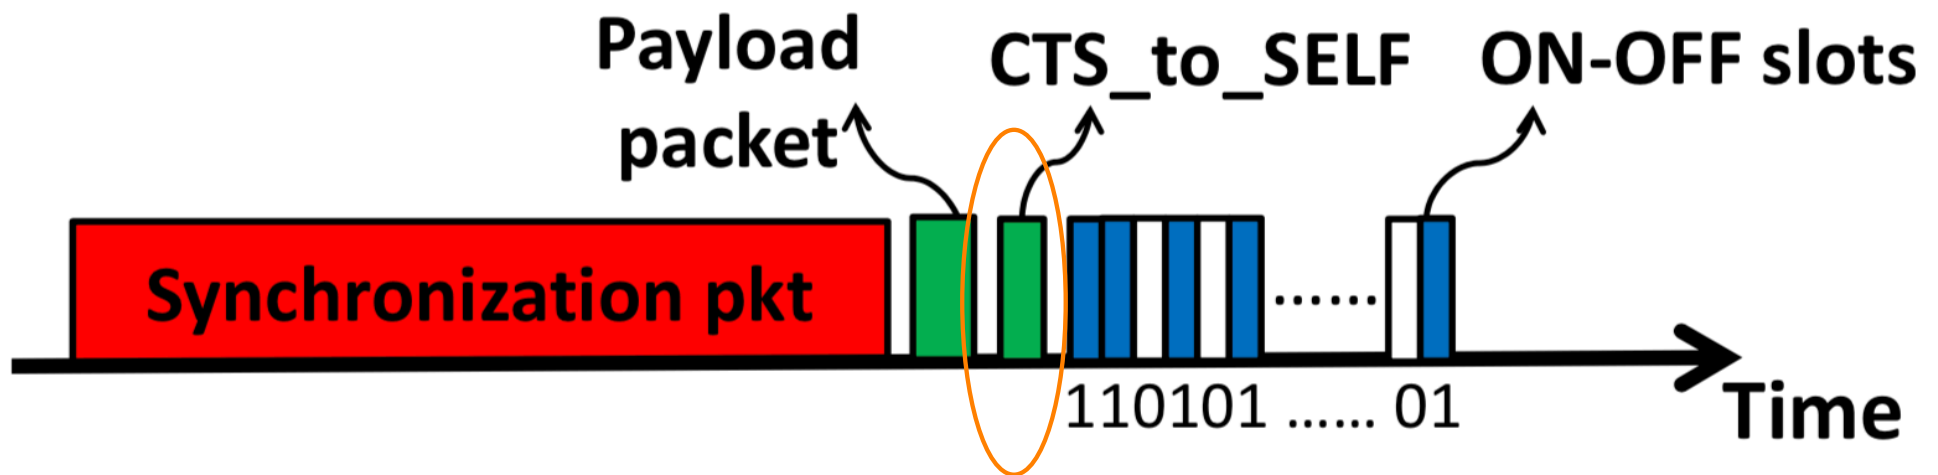 Payload
packet
CTS_to_SELF
ON-OFF slots
Synchronization pkt
......
110101 ...... 01
Time